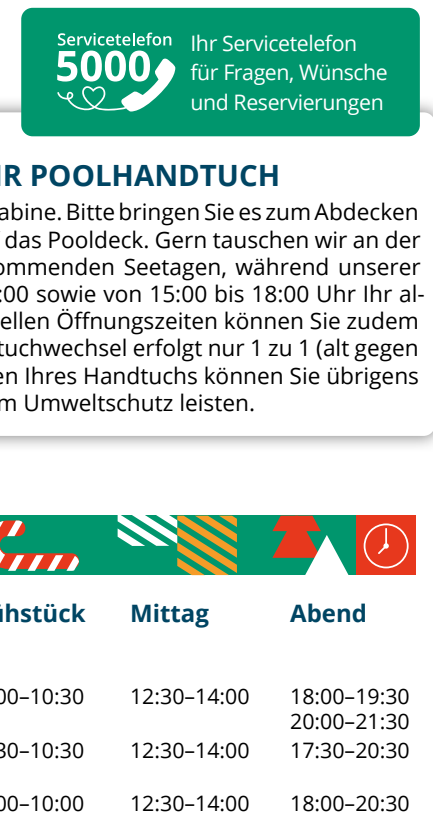 Servicetelefon
5000
Ihr Servicetelefon
für Fragen, Wünsche
und Reservierungen
R POOLHANDTUCH
abine. Bitte bringen Sie es zum Abdecken
das Pooldeck. Gern tauschen wir an der
ommenden Seetagen, während unserer
:00 sowie von 15:00 bis 18:00 Uhr Ihr al-
ellen Öffnungszeiten können Sie zudem
tuchwechsel erfolgt nur 1 zu 1 (alt gegen
en Ihres Handtuchs können Sie übrigens
m Umweltschutz leisten.
hstück Mittag Abend
00–10:30 12:30–14:00 18:00–19:30
20:00–21:30
30–10:30 12:30–14:00 17:30–20:30
00–10:00 12:30–14:00 18:00–20:30